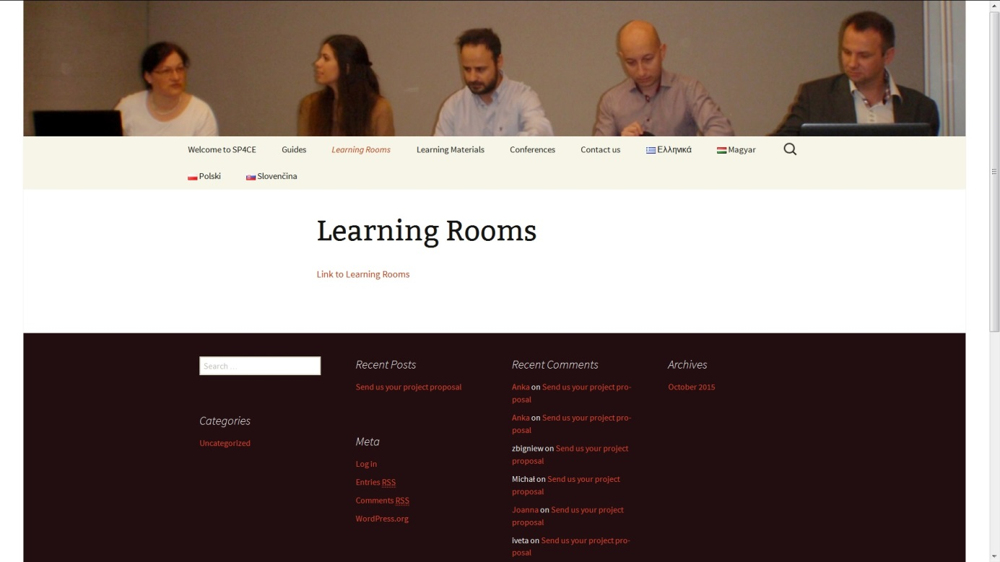 Welcome to SP4CE
Guides
Learning Rooms
Learning Materials
Conferences
Contact us
Ελληνικά
Magyar
Polski
Slovenčina
Learning Rooms
Link to Learning Rooms
Search …
Categories
Uncategorized
Recent Posts
Send us your project proposal
Meta
Log in
Entries RSS
Comments RSS
WordPress.org
Recent Comments
Anka on Send us your project pro-
posal
Anka on Send us your project pro-
posal
zbigniew on Send us your project
proposal
Michał on Send us your project
proposal
Joanna on Send us your project
proposal
iveta on Send us your project pro-
posal
Archives
October 2015